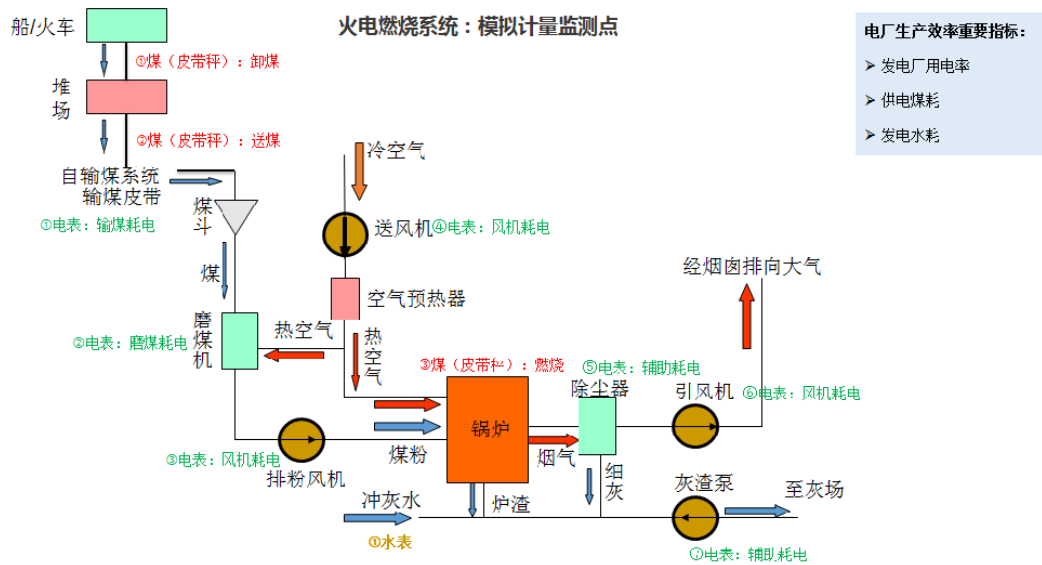 火电燃烧系统：模拟计量监测点
船/火车
①煤（皮带秤）：卸煤
堆
场
②煤（皮带秤）：送煤
自输煤系统
输煤皮带
①电表：输煤耗电
煤
斗
煤
磨
煤
机
②电表：磨煤耗电
③电表：风机耗电
排粉风机
冷空气
送风机
④电表：风机耗电
空气预热器
热空气
热
空
气
③煤（皮带秤）：燃烧
锅炉
煤粉
烟气
⑤电表：辅助耗电
除尘器
引风机
⑥电表：风机耗电
经烟囱排向大气
细
灰
炉渣
冲灰水
①水表
灰渣泵
至灰场
⑦电表：辅助耗电
电厂生产效率重要指标：
➢ 发电厂用电率
➢ 供电煤耗
➢ 发电水耗